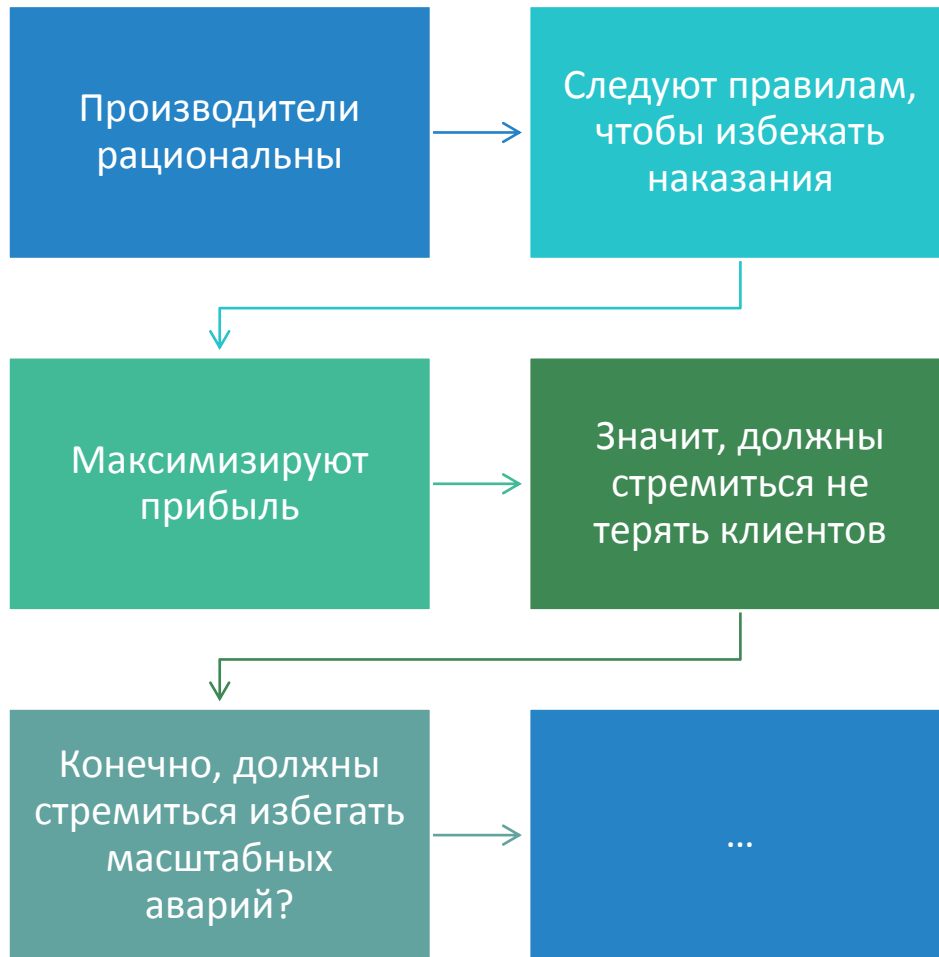 Производители
рациональны
Следуют правилам,
чтобы избежать
наказания
Максимизируют
прибыль
Значит, должны
стремиться не
терять клиентов
Конечно, должны
стремиться избегать
масштабных
аварий?
...